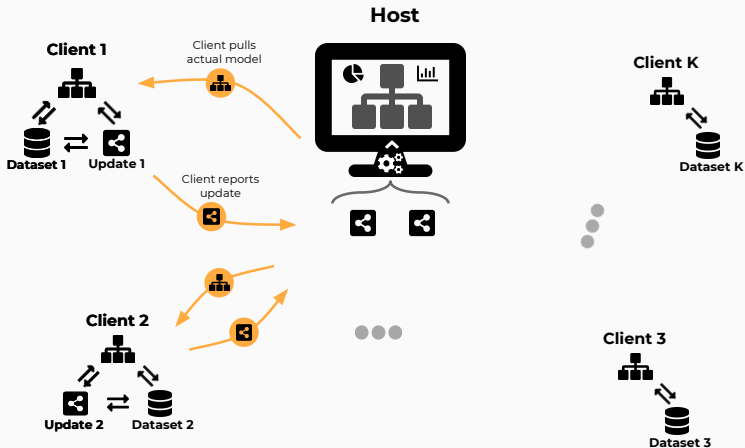 Host
Client 1
Client pulls
actual model
Client K
Dataset 1
Update 1
Dataset K
Client reports
update
Client 2
Client 3
Update 2
Dataset 2
Dataset 3